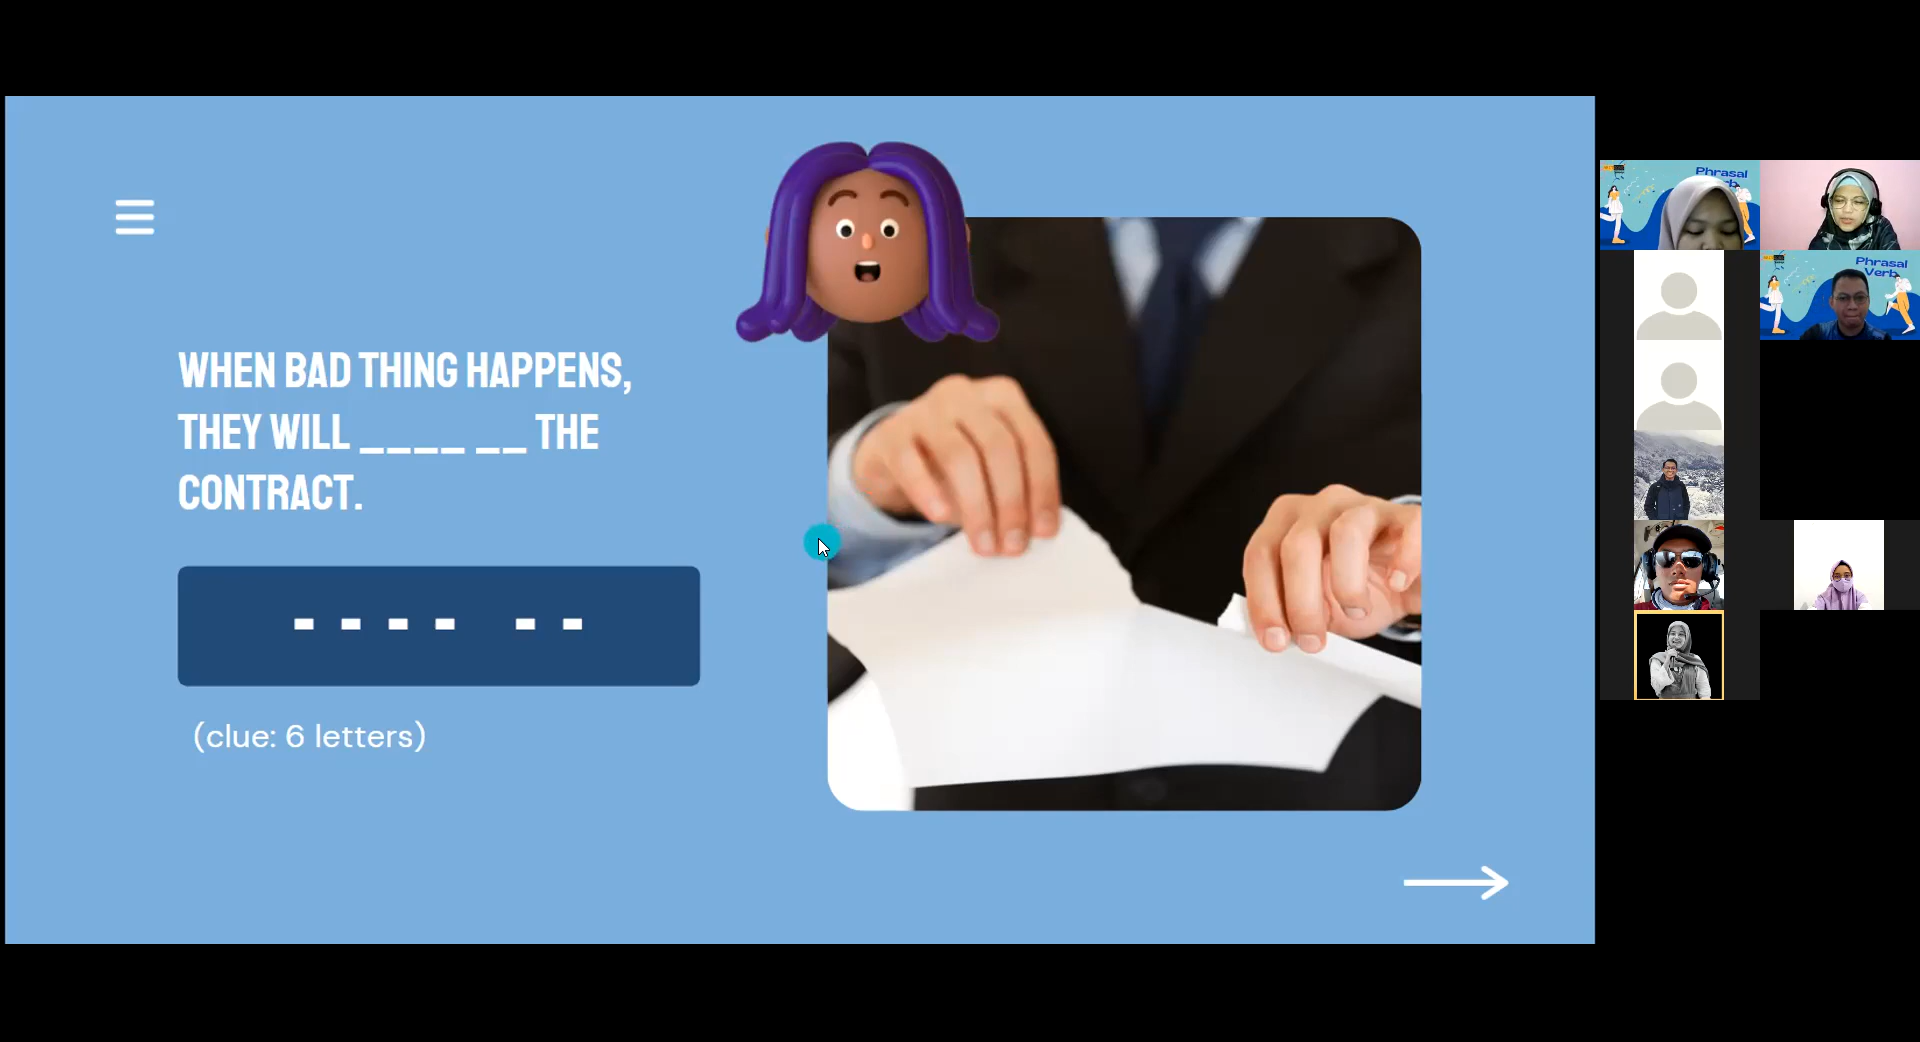 WHEN BAD THING HAPPENS,
THEY WILL ____ __ THE
CONTRACT.
- - - -  - -
(clue: 6 letters)
Phrasal
Phrasal
Verb